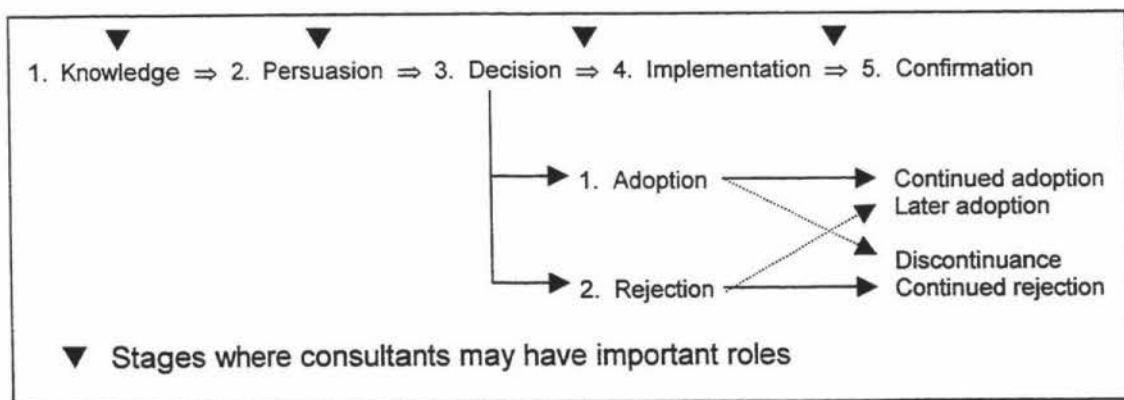 1. Knowledge ⇒ 2. Persuasion ⇒ 3. Decision ⇒ 4. Implementation ⇒ 5. Confirmation
1. Adoption
Continued adoption
Later adoption
Discontinuance
2. Rejection
Continued rejection
▼ Stages where consultants may have important roles